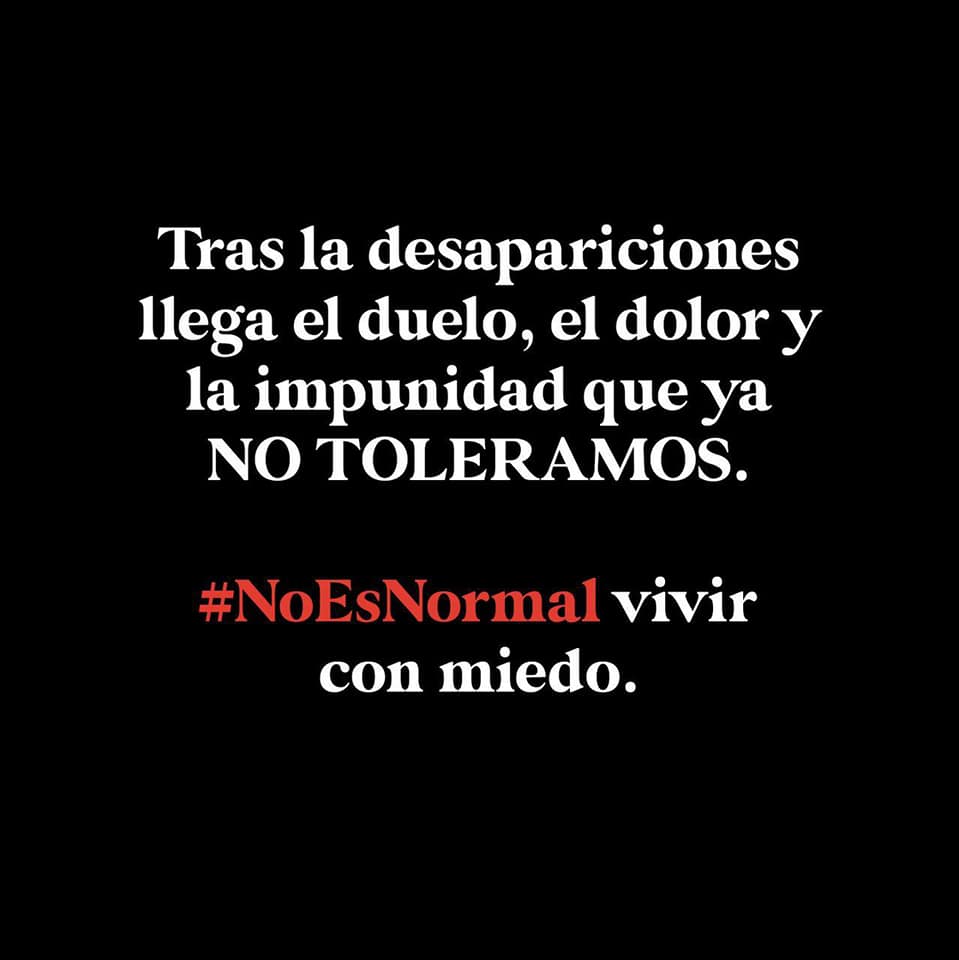 Tras la desapariciones
llega el duelo, el dolor y
la impunidad que ya
NO TOLERAMOS.
#NoEsNormal vivir
con miedo.